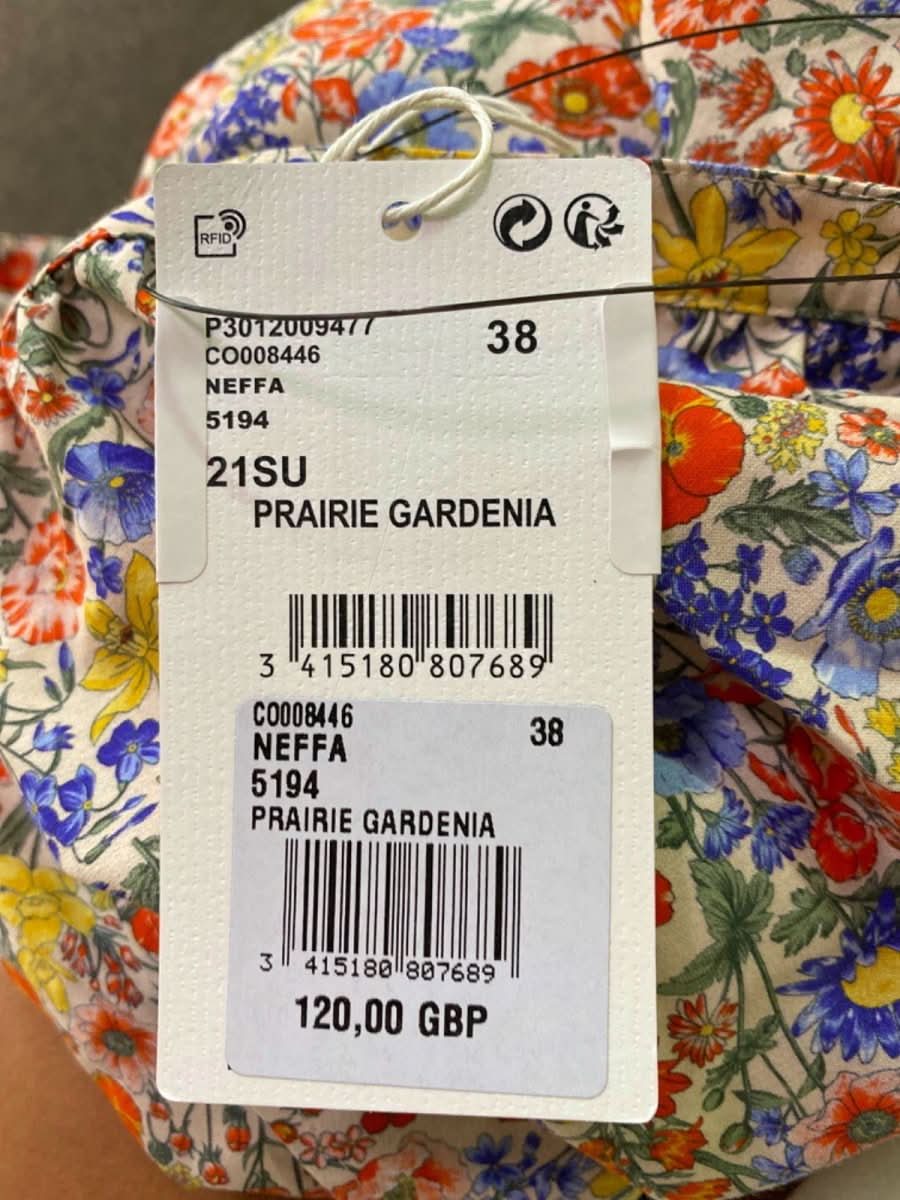 RFID
P3012009477 38
CO008446
NEFFA
5194
21SU
PRAIRIE GARDENIA
3 415180 807689
CO008446 38
NEFFA
5194
PRAIRIE GARDENIA
3 415180 807689
120,00 GBP